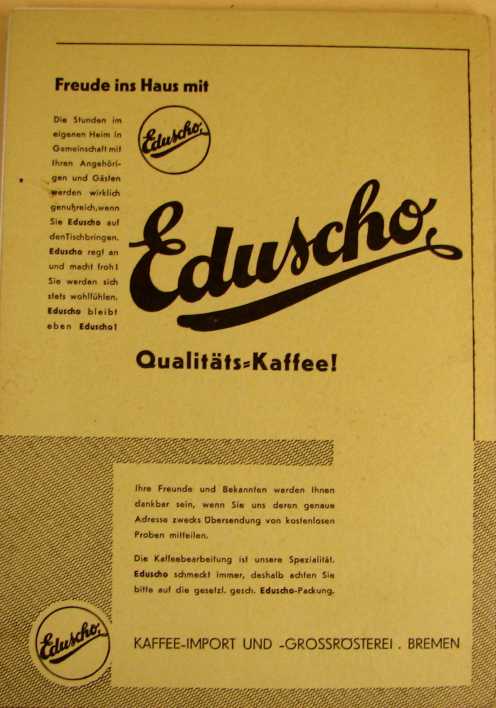 Freude ins Haus mit
Die Stunden im
eigenen Heim in
Gemeinschaft mit
Ihren Angehöri-
gen und Gästen
werden wirklich
genußreich, wenn
Sie Eduscho auf
den Tisch bringen.
Eduscho regt an
und macht froh!
Sie werden sich
stets wohlfühlen.
Eduscho bleibt
eben Eduscho!
Eduscho
Eduscho
Qualitäts=Kaffee!
Ihre Freunde und Bekannten werden Ihnen
dankbar sein, wenn Sie uns deren genaue
Adresse zwecks Übersendung von kostenlosen
Proben mitteilen.
Die Kaffeebearbeitung ist unsere Spezialität.
Eduscho schmeckt immer, deshalb achten Sie
bitte auf die gesetzl. gesch. Eduscho-Packung.
Eduscho
KAFFEE-IMPORT UND -GROSSRÖSTEREI . BREMEN